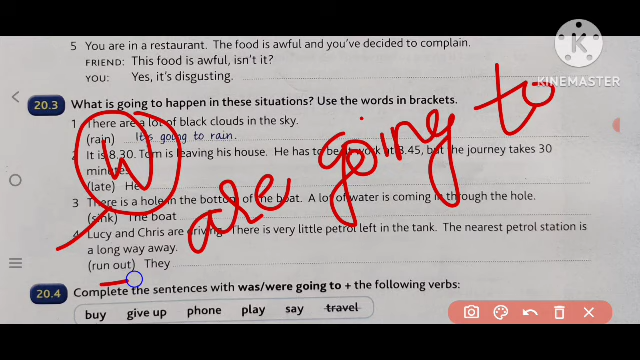 5 You are in a restaurant. The food is awful and you've decided to complain.
FRIEND: This food is awful, isn't it?
YOU: Yes, it's disgusting.
KINEMASTER
20.3 What is going to happen in these situations? Use the words in brackets.
1 There are a lot of black clouds in the sky.
(rain) It's going to rain.
2 It is 8.30. Tom is leaving his house. He has to be at work at 8.45, but the journey takes 30
minutes.
(late) He
3 There is a hole in the bottom of the boat. A lot of water is coming in through the hole.
(sink) The boat
4 Lucy and Chris are driving. There is very little petrol left in the tank. The nearest petrol station is
a long way away.
(run out) They
are going to
20.4 Complete the sentences with was/were going to + the following verbs:
buy give up phone play say travel